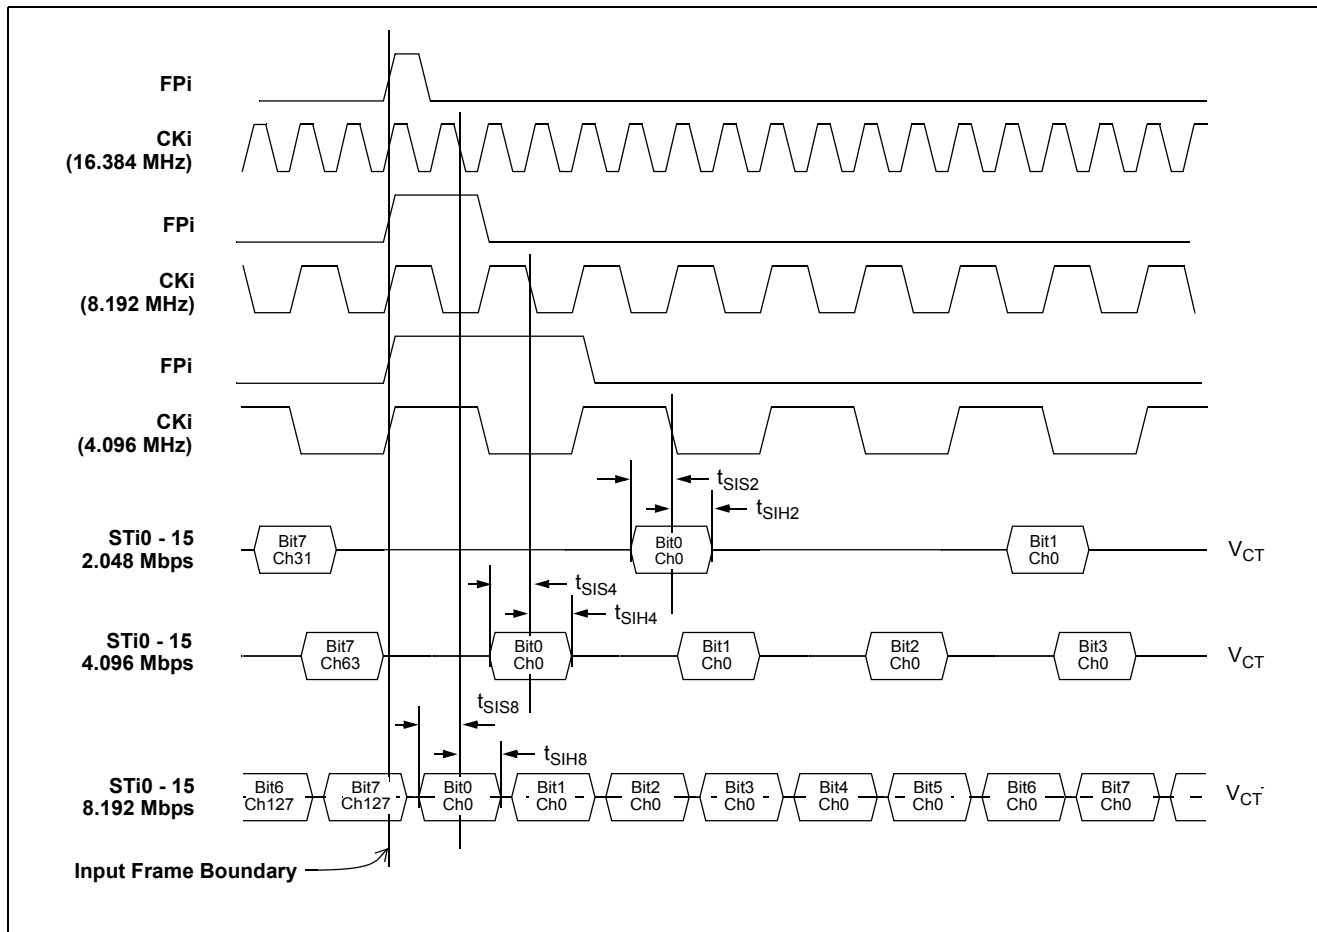 FPi
CKi
(16.384 MHz)
FPi
CKi
(8.192 MHz)
FPi
CKi
(4.096 MHz)
tSIS2
tSIH2
STi0 - 15
2.048 Mbps
Bit7
Ch31
Bit0
Ch0
Bit1
Ch0
VCT
tSIS4
tSIH4
STi0 - 15
4.096 Mbps
Bit7
Ch63
Bit0
Ch0
Bit1
Ch0
Bit2
Ch0
Bit3
Ch0
VCT
tSIS8
tSIH8
STi0 - 15
8.192 Mbps
Bit6
Ch127
Bit7
Ch127
Bit0
Ch0
Bit1
Ch0
Bit2
Ch0
Bit3
Ch0
Bit4
Ch0
Bit5
Ch0
Bit6
Ch0
Bit7
Ch0
VCT
Input Frame Boundary